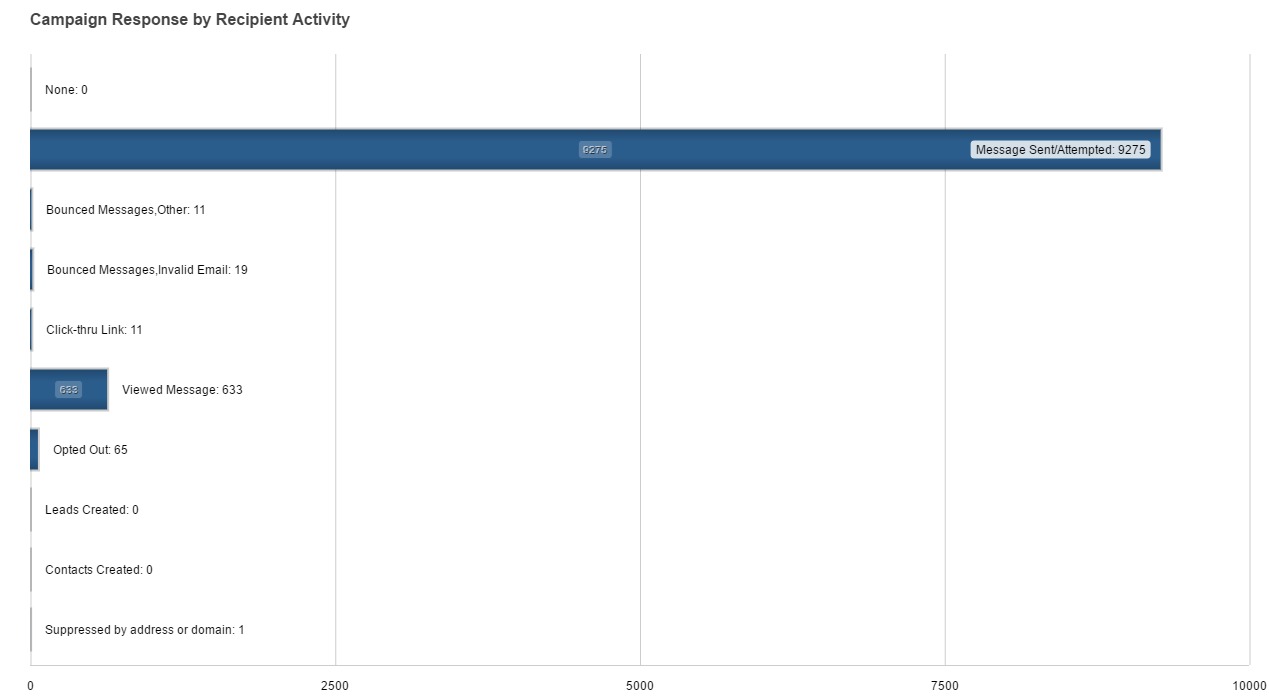 Campaign Response by Recipient Activity
None: 0
9275 Message Sent/Attempted: 9275
Bounced Messages,Other: 11
Bounced Messages,Invalid Email: 19
Click-thru Link: 11
633 Viewed Message: 633
Opted Out: 65
Leads Created: 0
Contacts Created: 0
Suppressed by address or domain: 1
0 2500 5000 7500 10000